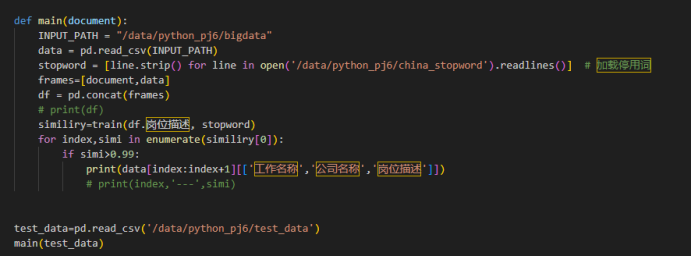 def main(document):
    INPUT_PATH = "/data/python_pj6/bigdata"
    data = pd.read_csv(INPUT_PATH)
    stopword = [line.strip() for line in open('/data/python_pj6/china_stopword').readlines()]  # 加载停用词
    frames=[document,data]
    df = pd.concat(frames)
    # print(df)
    similiry=train(df.岗位描述, stopword)
    for index,simi in enumerate(similiry[0]):
        if simi>0.99:
            print(data[index:index+1][['工作名称','公司名称','岗位描述']])
            # print(index,'---',simi)
test_data=pd.read_csv('/data/python_pj6/test_data')
main(test_data)